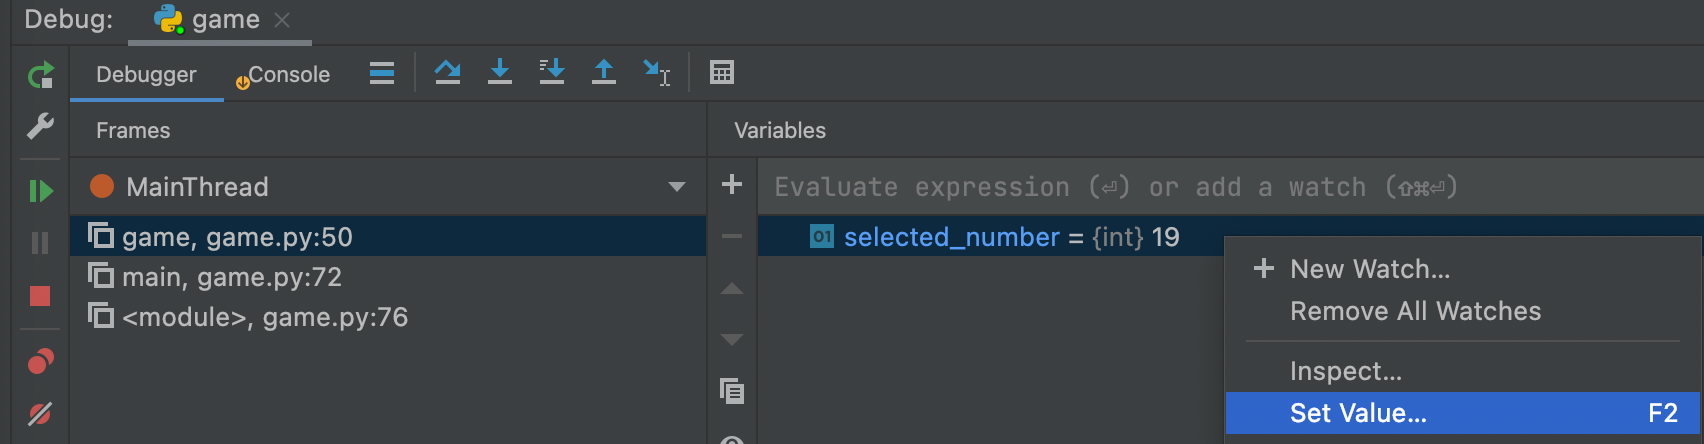 Debug: game
Debugger Console
Frames
Variables
MainThread
Evaluate expression (⏎) or add a watch (⇧⌘⏎)
game, game.py:50
01 selected_number = {int} 19
main, game.py:72
<module>, game.py:76
New Watch...
Remove All Watches
Inspect...
Set Value... F2